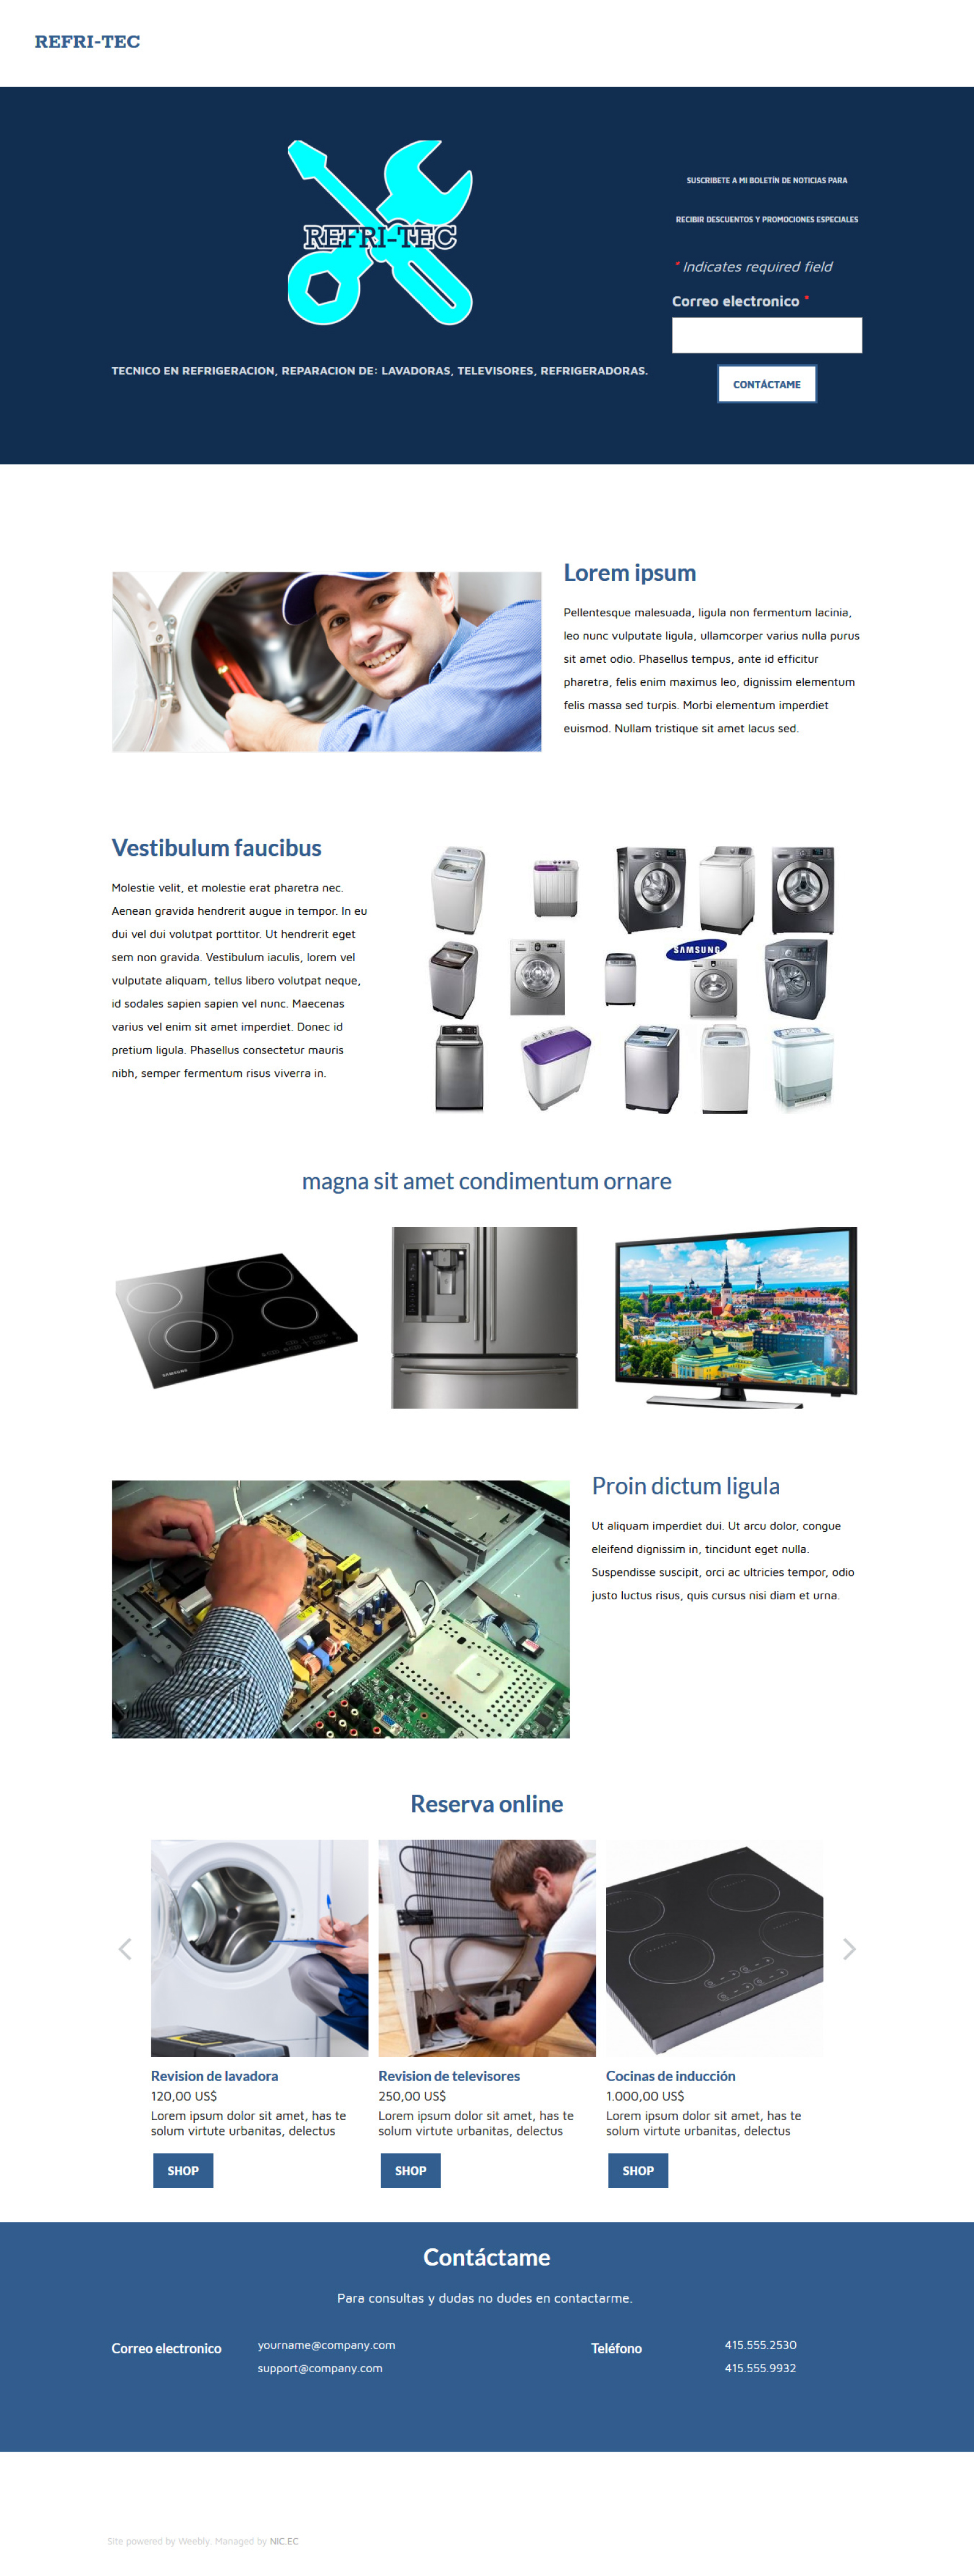 REFRI-TEC
REFRI-TEC
TECNICO EN REFRIGERACION, REPARACION DE: LAVADORAS, TELEVISORES, REFRIGERADORAS.
SUSCRIBETE A MI BOLETÍN DE NOTICIAS PARA
RECIBIR DESCUENTOS Y PROMOCIONES ESPECIALES
* Indicates required field
Correo electronico *
CONTÁCTAME
Lorem ipsum
Pellentesque malesuada, ligula non fermentum lacinia,
leo nunc vulputate ligula, ullamcorper varius nulla purus
sit amet odio. Phasellus tempus, ante id efficitur
pharetra, felis enim maximus leo, dignissim elementum
felis massa sed turpis. Morbi elementum imperdiet
euismod. Nullam tristique sit amet lacus sed.
Vestibulum faucibus
Molestie velit, et molestie erat pharetra nec.
Aenean gravida hendrerit augue in tempor. In eu
dui vel dui volutpat porttitor. Ut hendrerit eget
sem non gravida. Vestibulum iaculis, lorem vel
vulputate aliquam, tellus libero volutpat neque,
id sodales sapien sapien vel nunc. Maecenas
varius vel enim sit amet imperdiet. Donec id
pretium ligula. Phasellus consectetur mauris
nibh, semper fermentum risus viverra in.
SAMSUNG
magna sit amet condimentum ornare
SAMSUNG
Proin dictum ligula
Ut aliquam imperdiet dui. Ut arcu dolor, congue
eleifend dignissim in, tincidunt eget nulla.
Suspendisse suscipit, orci ac ultricies tempor, odio
justo luctus risus, quis cursus nisi diam et urna.
Reserva online
Revision de lavadora
120,00 US$
Lorem ipsum dolor sit amet, has te
solum virtute urbanitas, delectus
SHOP
Revision de televisores
250,00 US$
Lorem ipsum dolor sit amet, has te
solum virtute urbanitas, delectus
SHOP
Cocinas de inducción
1.000,00 US$
Lorem ipsum dolor sit amet, has te
solum virtute urbanitas, delectus
SHOP
Contáctame
Para consultas y dudas no dudes en contactarme.
Correo electronico
yourname@company.com
support@company.com
Teléfono
415.555.2530
415.555.9932
Site powered by Weebly. Managed by NIC.EC